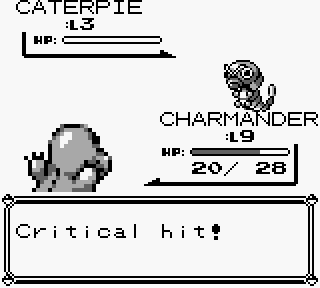 CATERPIE
:L3
HP:
CHARMANDER
:L9
HP:
20/ 28
Critical hit!